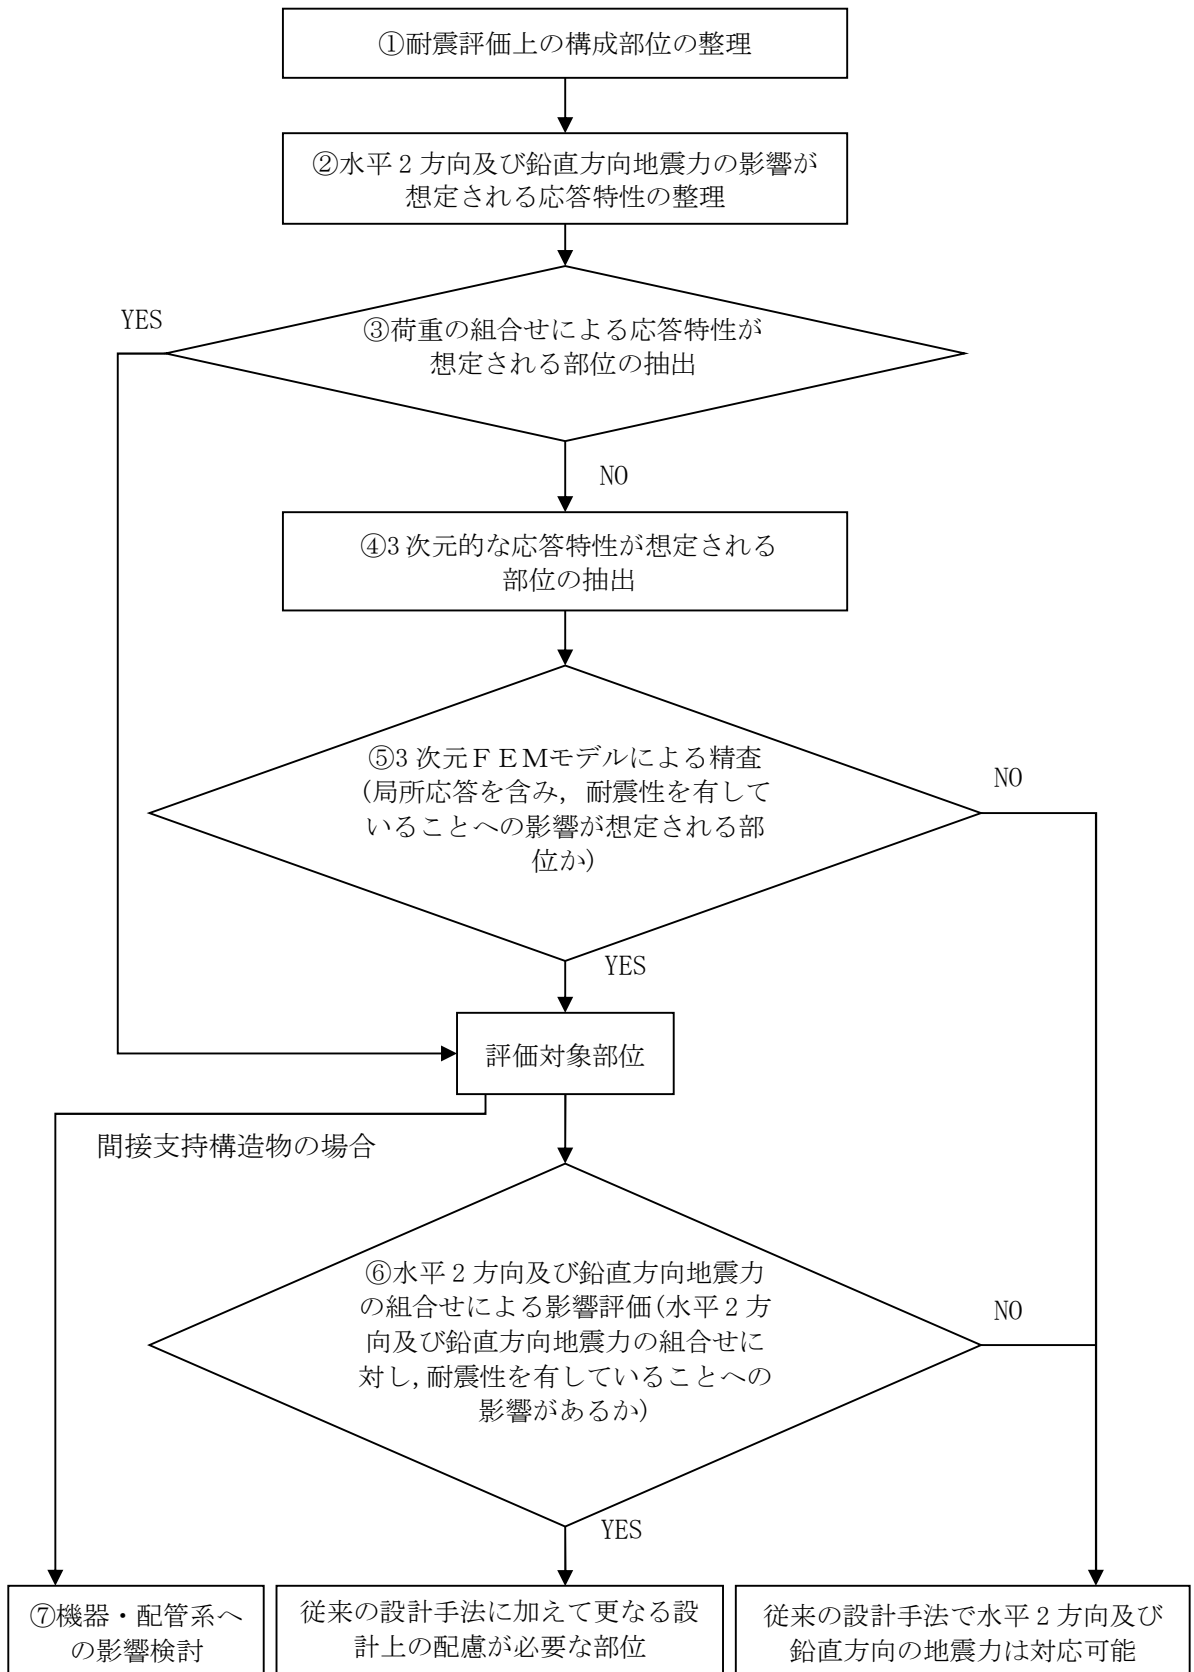 ①耐震評価上の構成部位の整理
②水平２方向及び鉛直方向地震力の影響が
想定される応答特性の整理
YES
③荷重の組合せによる応答特性が
想定される部位の抽出
NO
④3次元的な応答特性が想定される
部位の抽出
⑤3次元ＦＥＭモデルによる精査
(局所応答を含み，耐震性を有して
いることへの影響が想定される部
位か)
NO
YES
評価対象部位
間接支持構造物の場合
⑥水平２方向及び鉛直方向地震力
の組合せによる影響評価(水平２方
向及び鉛直方向地震力の組合せに
対し,耐震性を有していることへの
影響があるか)
NO
YES
⑦機器・配管系へ
の影響検討
従来の設計手法に加えて更なる設
計上の配慮が必要な部位
従来の設計手法で水平２方向及び
鉛直方向の地震力は対応可能